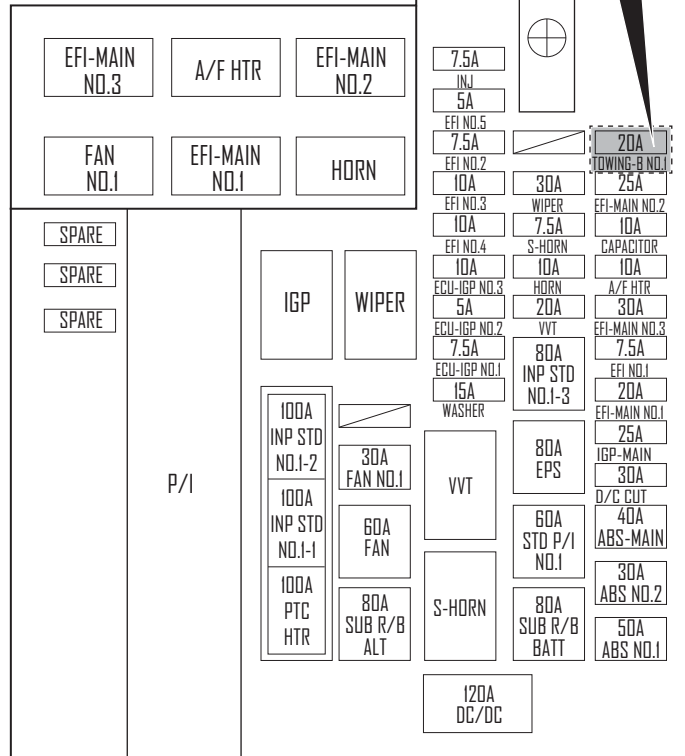 EFI-MAIN
NO.3
A/F HTR
EFI-MAIN
NO.2
FAN
NO.1
EFI-MAIN
NO.1
HORN
SPARE
SPARE
SPARE
P/I
IGP
WIPER
100A
INP STD
NO.1-2
100A
INP STD
NO.1-1
100A
PTC
HTR
30A
FAN NO.1
60A
FAN
80A
SUB R/B
ALT
7.5A
INJ
5A
EFI NO.5
7.5A
EFI NO.2
10A
EFI NO.3
10A
EFI NO.4
10A
ECU-IGP NO.3
5A
ECU-IGP NO.2
7.5A
ECU-IGP NO.1
15A
WASHER
VVT
S-HORN
120A
DC/DC
30A
WIPER
7.5A
S-HORN
10A
HORN
20A
VVT
80A
INP STD
NO.1-3
80A
EPS
60A
STD P/I
NO.1
80A
SUB R/B
BATT
20A
TOWING-B NO.1
25A
EFI-MAIN NO.2
10A
CAPACITOR
10A
A/F HTR
30A
EFI-MAIN NO.3
7.5A
EFI NO.1
20A
EFI-MAIN NO.1
25A
IGP-MAIN
30A
D/C CUT
40A
ABS-MAIN
30A
ABS NO.2
50A
ABS NO.1